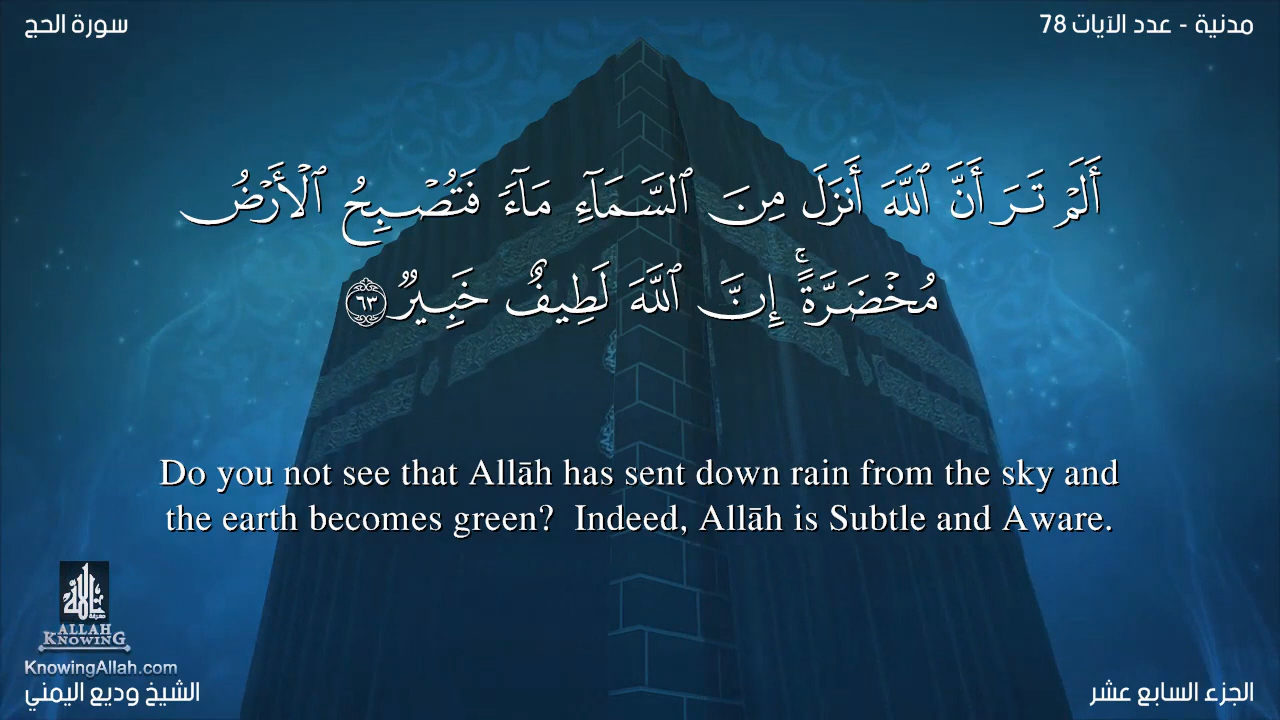 مدنية - عدد الآيات 78
سورة الحج
أَلَمْ تَرَ أَنَّ ٱللَّهَ أَنزَلَ مِنَ ٱلسَّمَآءِ مَآءً فَتُصْبِحُ ٱلْأَرْضُ
مُخْضَرَّةً ۗ إِنَّ ٱللَّهَ لَطِيفٌ خَبِيرٌ ٦٣
Do you not see that Allāh has sent down rain from the sky and
the earth becomes green?  Indeed, Allāh is Subtle and Aware.
ALLAH
KNOWING
KnowingAllah.com
الجزء السابع عشر
الشيخ وديع اليمني